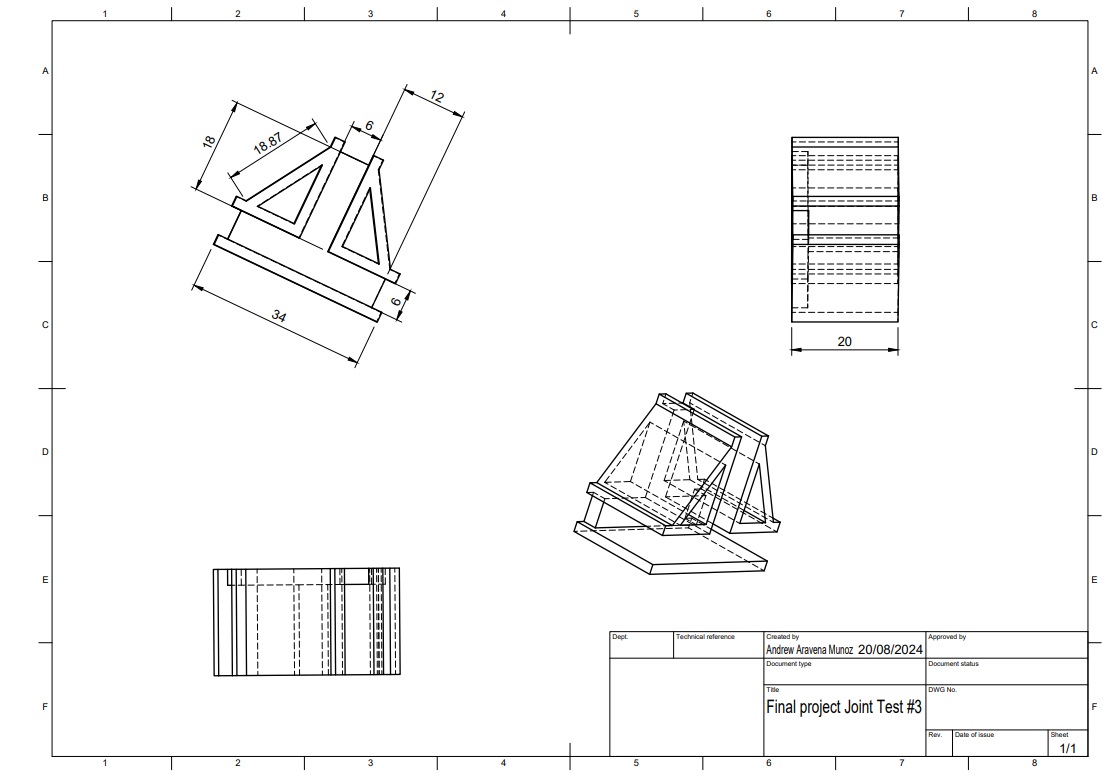 1 2 3 4 5 6 7 8
A A
B B
C C
D D
E E
F F
12
6
18
18.87
6
34
20
Dept. Technical reference Created by Approved by
Andrew Aravena Munoz 20/08/2024
Document type Document status
Title DWG No.
Final project Joint Test #3
Rev. Date of issue Sheet
1/1
1 2 3 4 5 6 7 8